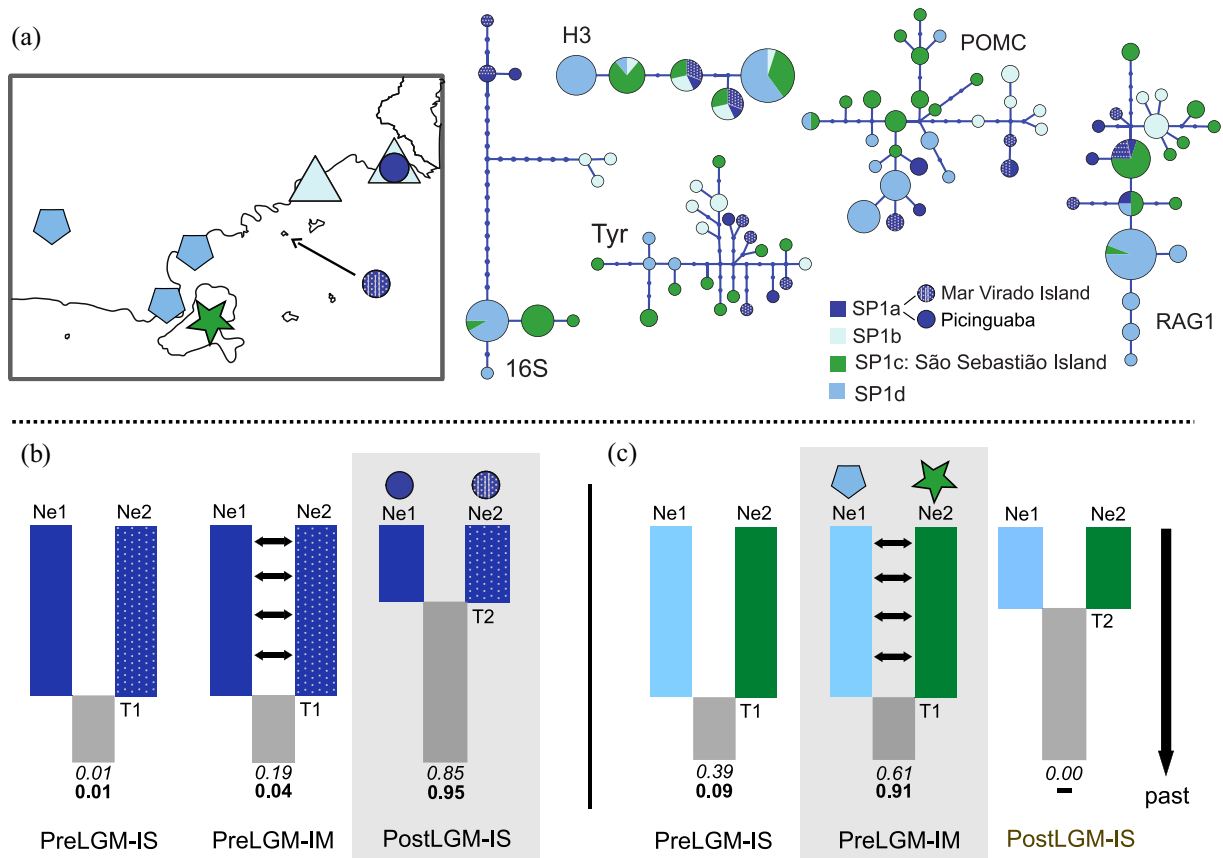 (a)
H3
POMC
Tyr
16S
RAG1
SP1a
Mar Virado Island
Picinguaba
SP1b
SP1c: São Sebastião Island
SP1d
(b)
Ne1 Ne2
T1
0.01
0.01
PreLGM-IS
Ne1 Ne2
T1
0.19
0.04
PreLGM-IM
Ne1 Ne2
T2
0.85
0.95
PostLGM-IS
(c)
Ne1 Ne2
T1
0.39
0.09
PreLGM-IS
Ne1 Ne2
T1
0.61
0.91
PreLGM-IM
Ne1 Ne2
T2
0.00
–
PostLGM-IS
past